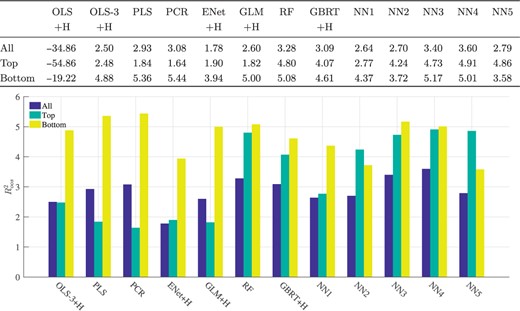 OLS OLS-3 PLS PCR ENet GLM RF GBRT NN1 NN2 NN3 NN4 NN5
+H +H +H +H +H
All −34.86 2.50 2.93 3.08 1.78 2.60 3.28 3.09 2.64 2.70 3.40 3.60 2.79
Top −54.86 2.48 1.84 1.64 1.90 1.82 4.80 4.07 2.77 4.24 4.73 4.91 4.86
Bottom −19.22 4.88 5.36 5.44 3.94 5.00 5.08 4.61 4.37 3.72 5.17 5.01 3.58
6
All
Top
Bottom
5
4
3
2
1
0
OLS-3+H PLS PCR ENet+H GLM+H RF GBRT+H NN1 NN2 NN3 NN4 NN5